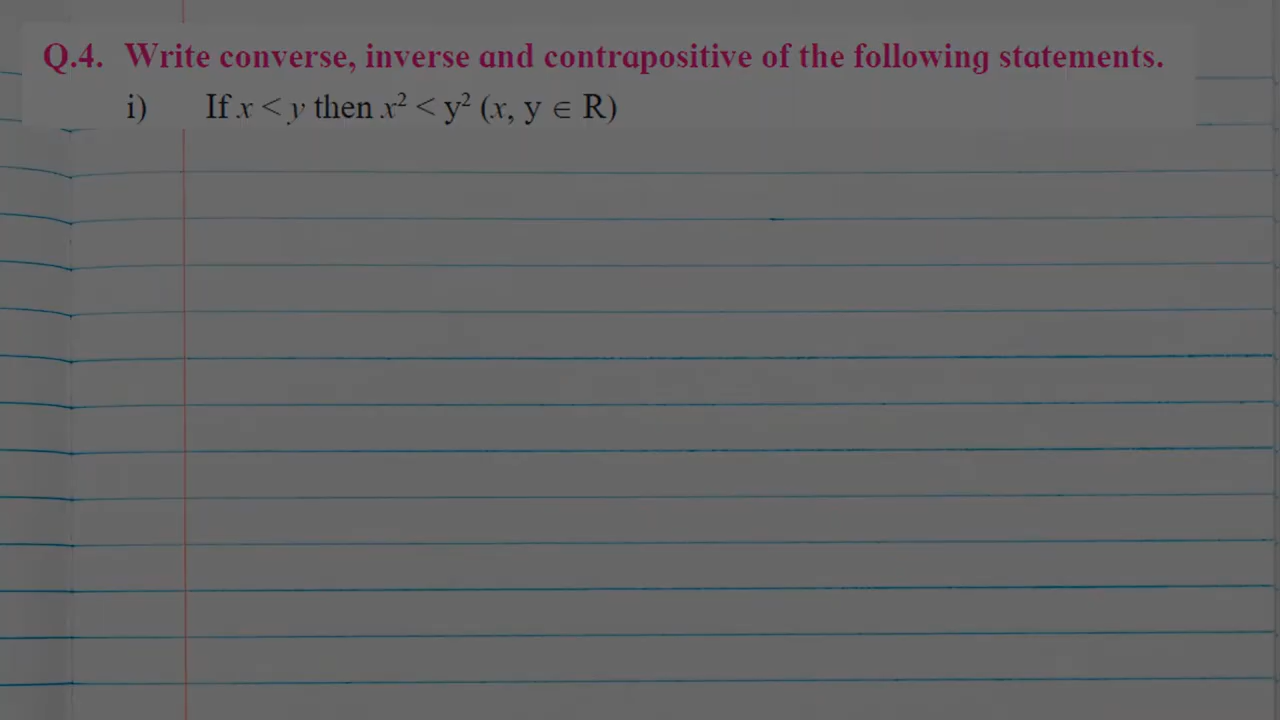 Q.4. Write converse, inverse and contrapositive of the following statements.
i) If x < y then x² < y² (x, y ∈ R)